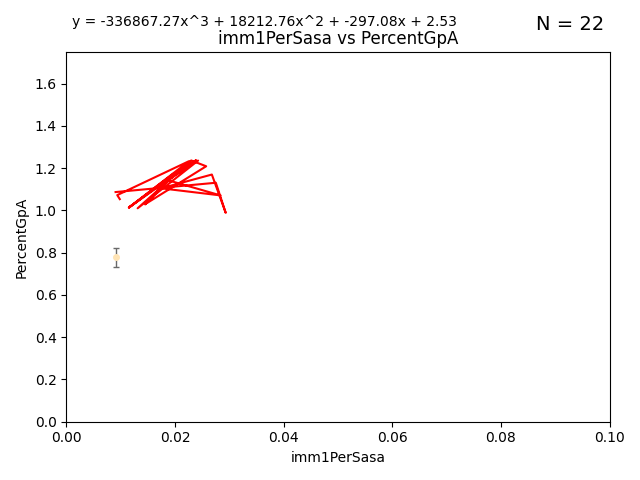 y = -336867.27x^3 + 18212.76x^2 + -297.08x + 2.53
N = 22
imm1PerSasa vs PercentGpA
PercentGpA
1.6
1.4
1.2
1.0
0.8
0.6
0.4
0.2
0.0
0.00 0.02 0.04 0.06 0.08 0.10
imm1PerSasa